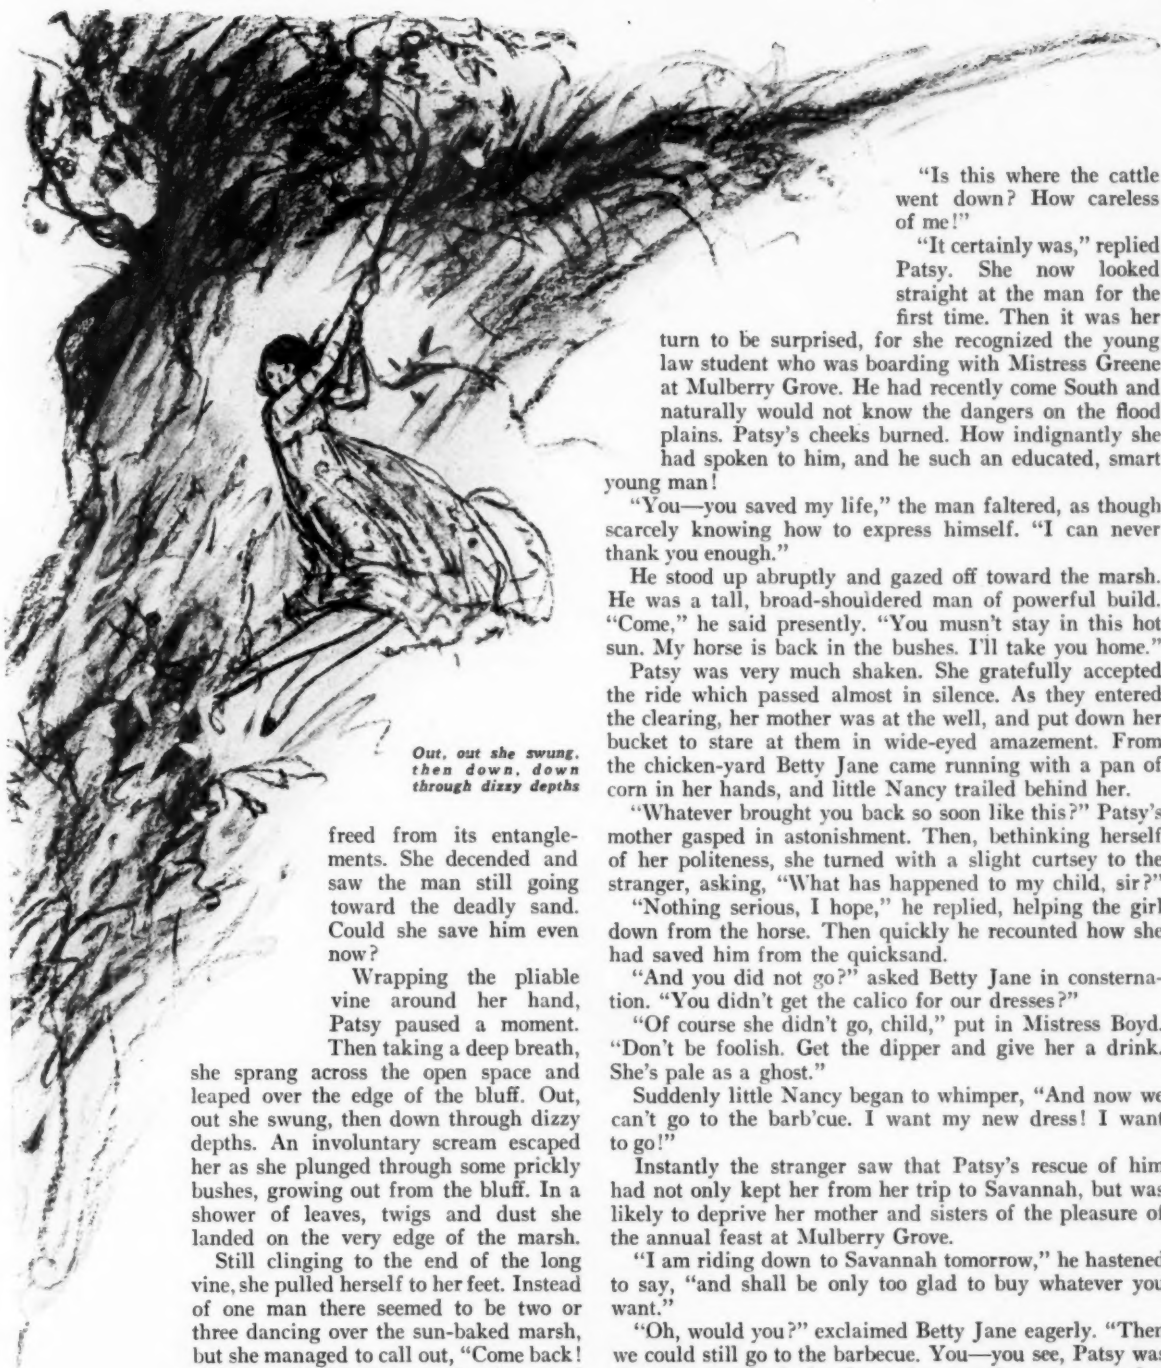 Out, out she swung,
then down, down
through dizzy depths
freed from its entangle-
ments. She decended and
saw the man still going
toward the deadly sand.
Could she save him even
now?
Wrapping the pliable
vine around her hand,
Patsy paused a moment.
Then taking a deep breath,
she sprang across the open space and
leaped over the edge of the bluff. Out,
out she swung, then down through dizzy
depths. An involuntary scream escaped
her as she plunged through some prickly
bushes, growing out from the bluff. In a
shower of leaves, twigs and dust she
landed on the very edge of the marsh.
Still clinging to the end of the long
vine, she pulled herself to her feet. Instead
of one man there seemed to be two or
three dancing over the sun-baked marsh,
but she managed to call out, “Come back!
“Is this where the cattle
went down? How careless
of me!”
“It certainly was,” replied
Patsy. She now looked
straight at the man for the
first time. Then it was her
turn to be surprised, for she recognized the young
law student who was boarding with Mistress Greene
at Mulberry Grove. He had recently come South and
naturally would not know the dangers on the flood
plains. Patsy’s cheeks burned. How indignantly she
had spoken to him, and he such an educated, smart
young man!
“You—you saved my life,” the man faltered, as though
scarcely knowing how to express himself. “I can never
thank you enough.”
He stood up abruptly and gazed off toward the marsh.
He was a tall, broad-shouldered man of powerful build.
“Come,” he said presently. “You musn’t stay in this hot
sun. My horse is back in the bushes. I’ll take you home.”
Patsy was very much shaken. She gratefully accepted
the ride which passed almost in silence. As they entered
the clearing, her mother was at the well, and put down her
bucket to stare at them in wide-eyed amazement. From
the chicken-yard Betty Jane came running with a pan of
corn in her hands, and little Nancy trailed behind her.
“Whatever brought you back so soon like this?” Patsy’s
mother gasped in astonishment. Then, bethinking herself
of her politeness, she turned with a slight curtsey to the
stranger, asking, “What has happened to my child, sir?”
“Nothing serious, I hope,” he replied, helping the girl
down from the horse. Then quickly he recounted how she
had saved him from the quicksand.
“And you did not go?” asked Betty Jane in consterna-
tion. “You didn’t get the calico for our dresses?”
“Of course she didn’t go, child,” put in Mistress Boyd.
“Don’t be foolish. Get the dipper and give her a drink.
She’s pale as a ghost.”
Suddenly little Nancy began to whimper, “And now we
can’t go to the barb’cue. I want my new dress! I want
to go!”
Instantly the stranger saw that Patsy’s rescue of him
had not only kept her from her trip to Savannah, but was
likely to deprive her mother and sisters of the pleasure of
the annual feast at Mulberry Grove.
“I am riding down to Savannah tomorrow,” he hastened
to say, “and shall be only too glad to buy whatever you
want.”
“Oh, would you?” exclaimed Betty Jane eagerly. “Then
we could still go to the barbecue. You—you see, Patsy was